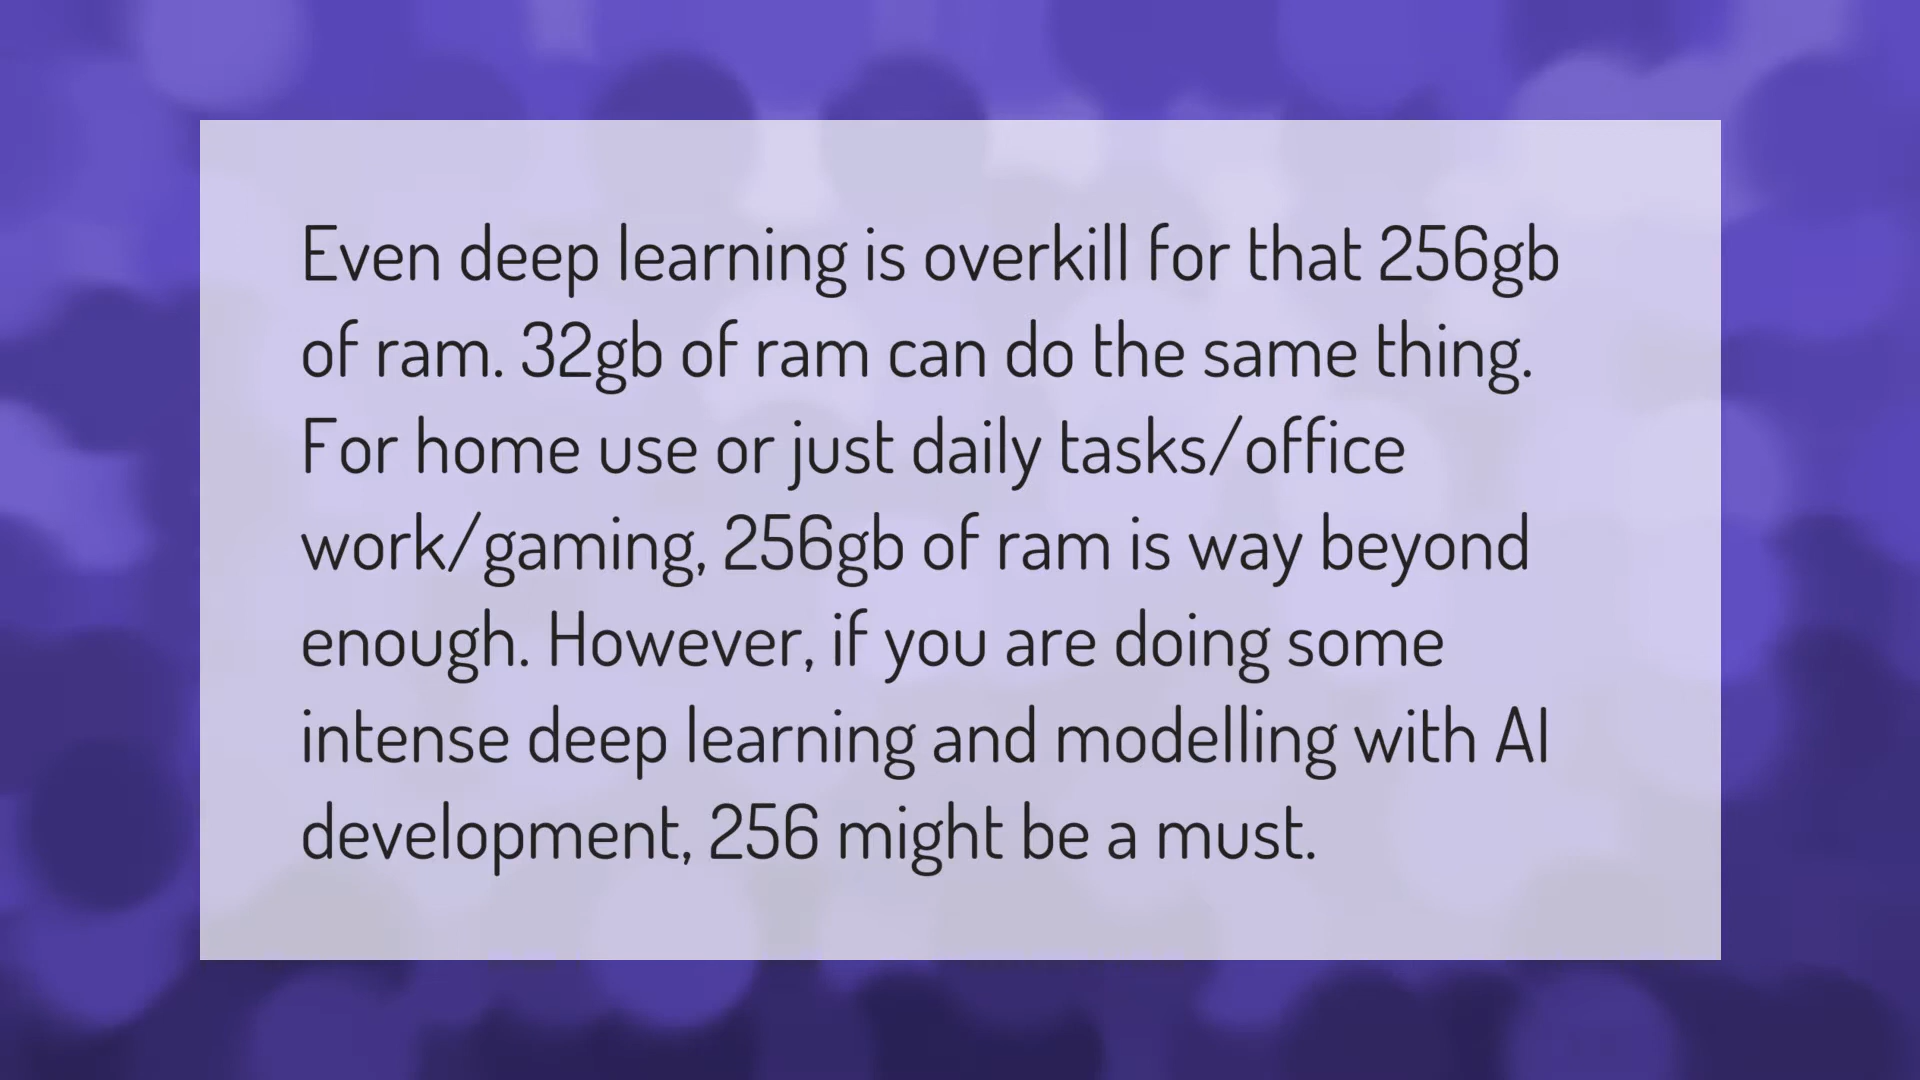 Even deep learning is overkill for that 256gb
of ram. 32gb of ram can do the same thing.
For home use or just daily tasks/office
work/gaming, 256gb of ram is way beyond
enough. However, if you are doing some
intense deep learning and modelling with AI
development, 256 might be a must.